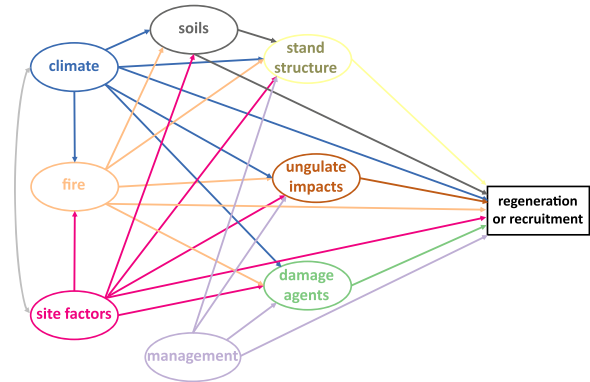 soils
stand
structure
climate
fire
ungulate
impacts
regeneration
or recruitment
damage
agents
site factors
management